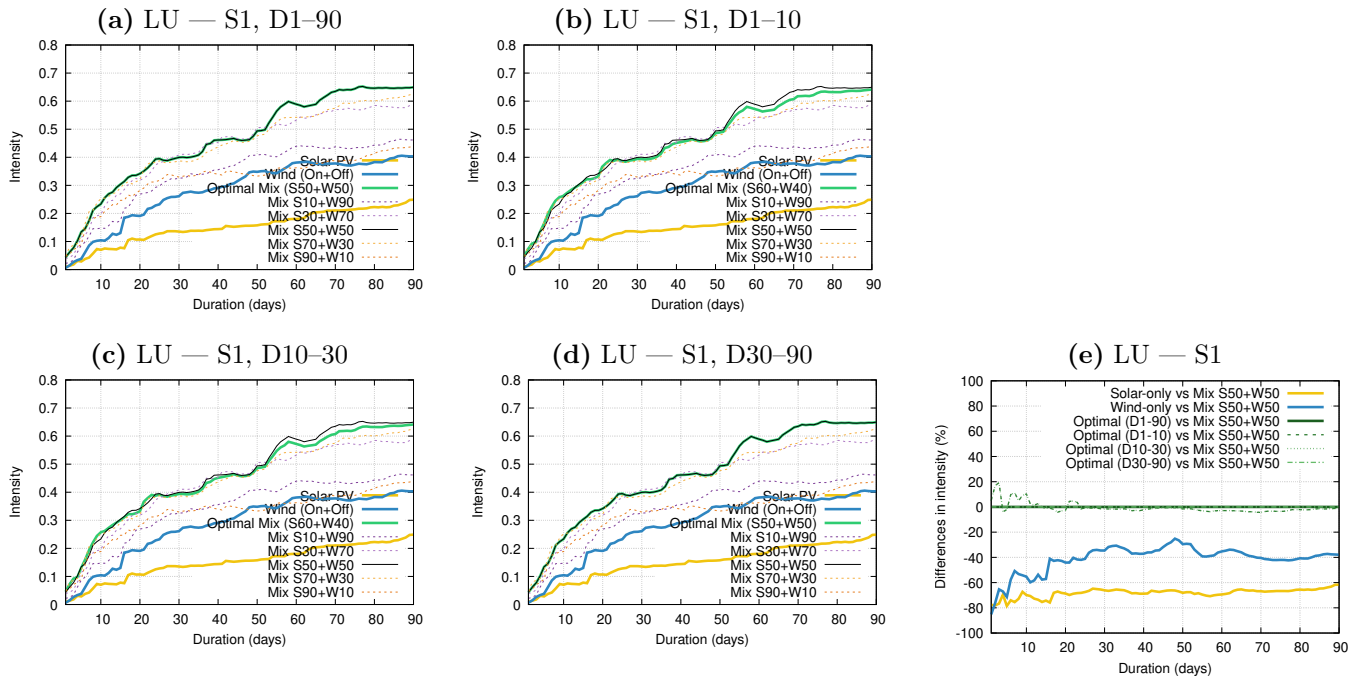 (a) LU — S1, D1–90
0.8
0.7
0.6
0.5
0.4
0.3
0.2
0.1
0
Intensity
Solar PV
Wind (On+Off)
Optimal Mix (S50+W50)
Mix S10+W90
Mix S30+W70
Mix S50+W50
Mix S70+W30
Mix S90+W10
10 20 30 40 50 60 70 80 90
Duration (days)
(b) LU — S1, D1–10
0.8
0.7
0.6
0.5
0.4
0.3
0.2
0.1
0
Intensity
Solar PV
Wind (On+Off)
Optimal Mix (S60+W40)
Mix S10+W90
Mix S30+W70
Mix S50+W50
Mix S70+W30
Mix S90+W10
10 20 30 40 50 60 70 80 90
Duration (days)
(c) LU — S1, D10–30
0.8
0.7
0.6
0.5
0.4
0.3
0.2
0.1
0
Intensity
Solar PV
Wind (On+Off)
Optimal Mix (S60+W40)
Mix S10+W90
Mix S30+W70
Mix S50+W50
Mix S70+W30
Mix S90+W10
10 20 30 40 50 60 70 80 90
Duration (days)
(d) LU — S1, D30–90
0.8
0.7
0.6
0.5
0.4
0.3
0.2
0.1
0
Intensity
Solar PV
Wind (On+Off)
Optimal Mix (S50+W50)
Mix S10+W90
Mix S30+W70
Mix S50+W50
Mix S70+W30
Mix S90+W10
10 20 30 40 50 60 70 80 90
Duration (days)
(e) LU — S1
100
80
60
40
20
0
-20
-40
-60
-80
-100
Differences in intensity (%)
Solar-only vs Mix S50+W50
Wind-only vs Mix S50+W50
Optimal (D1-90) vs Mix S50+W50
Optimal (D1-10) vs Mix S50+W50
Optimal (D10-30) vs Mix S50+W50
Optimal (D30-90) vs Mix S50+W50
10 20 30 40 50 60 70 80 90
Duration (days)